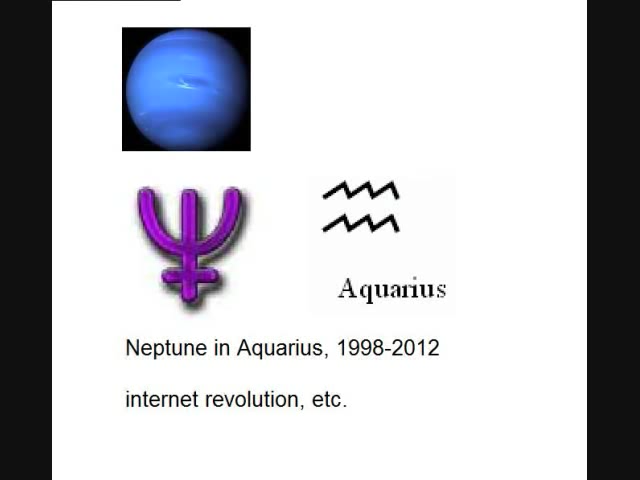 Aquarius
Neptune in Aquarius, 1998-2012
internet revolution, etc.